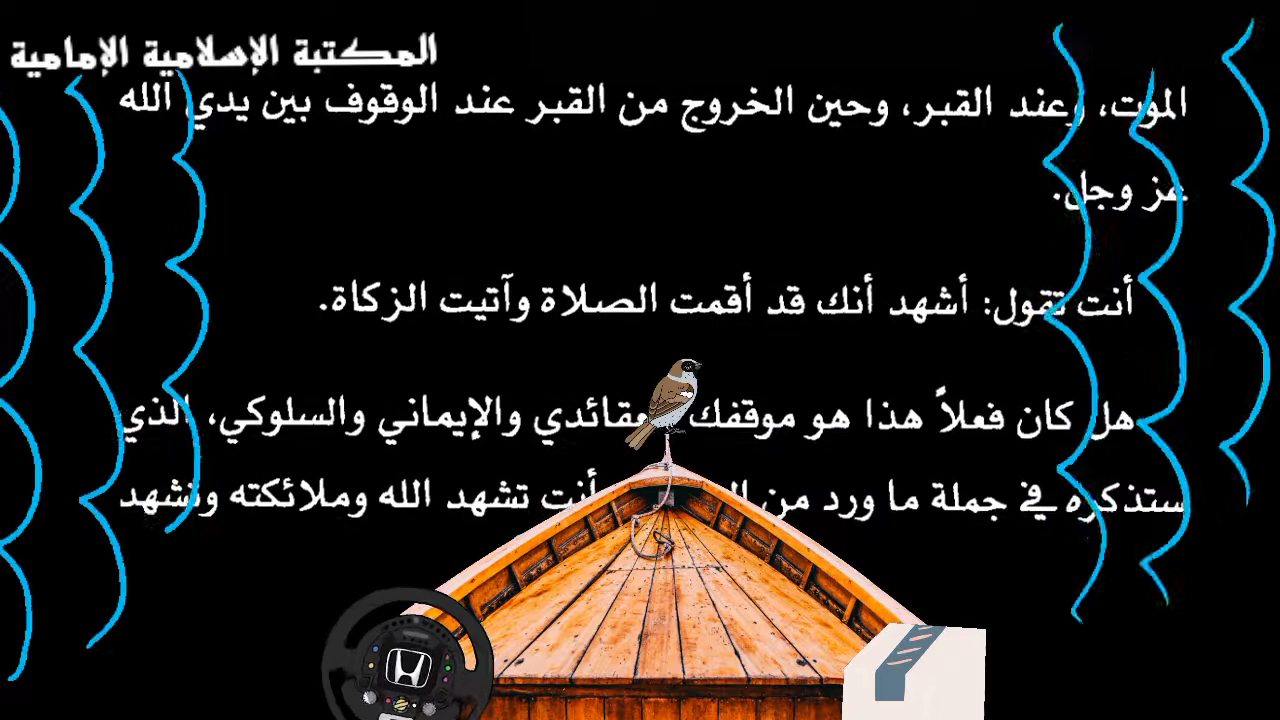 المكتبة الإسلامية الإمامية
الموت، وعند القبر، وحين الخروج من القبر عند الوقوف بين يدي الله
عز وجل.
أنت تقول: أشهد أنك قد أقمت الصلاة وآتيت الزكاة.
هل كان فعلاً هذا هو موقفك العقائدي والإيماني والسلوكي، الذي
ستذكره في جملة ما ورد من أنت تشهد الله وملائكته وتشهد